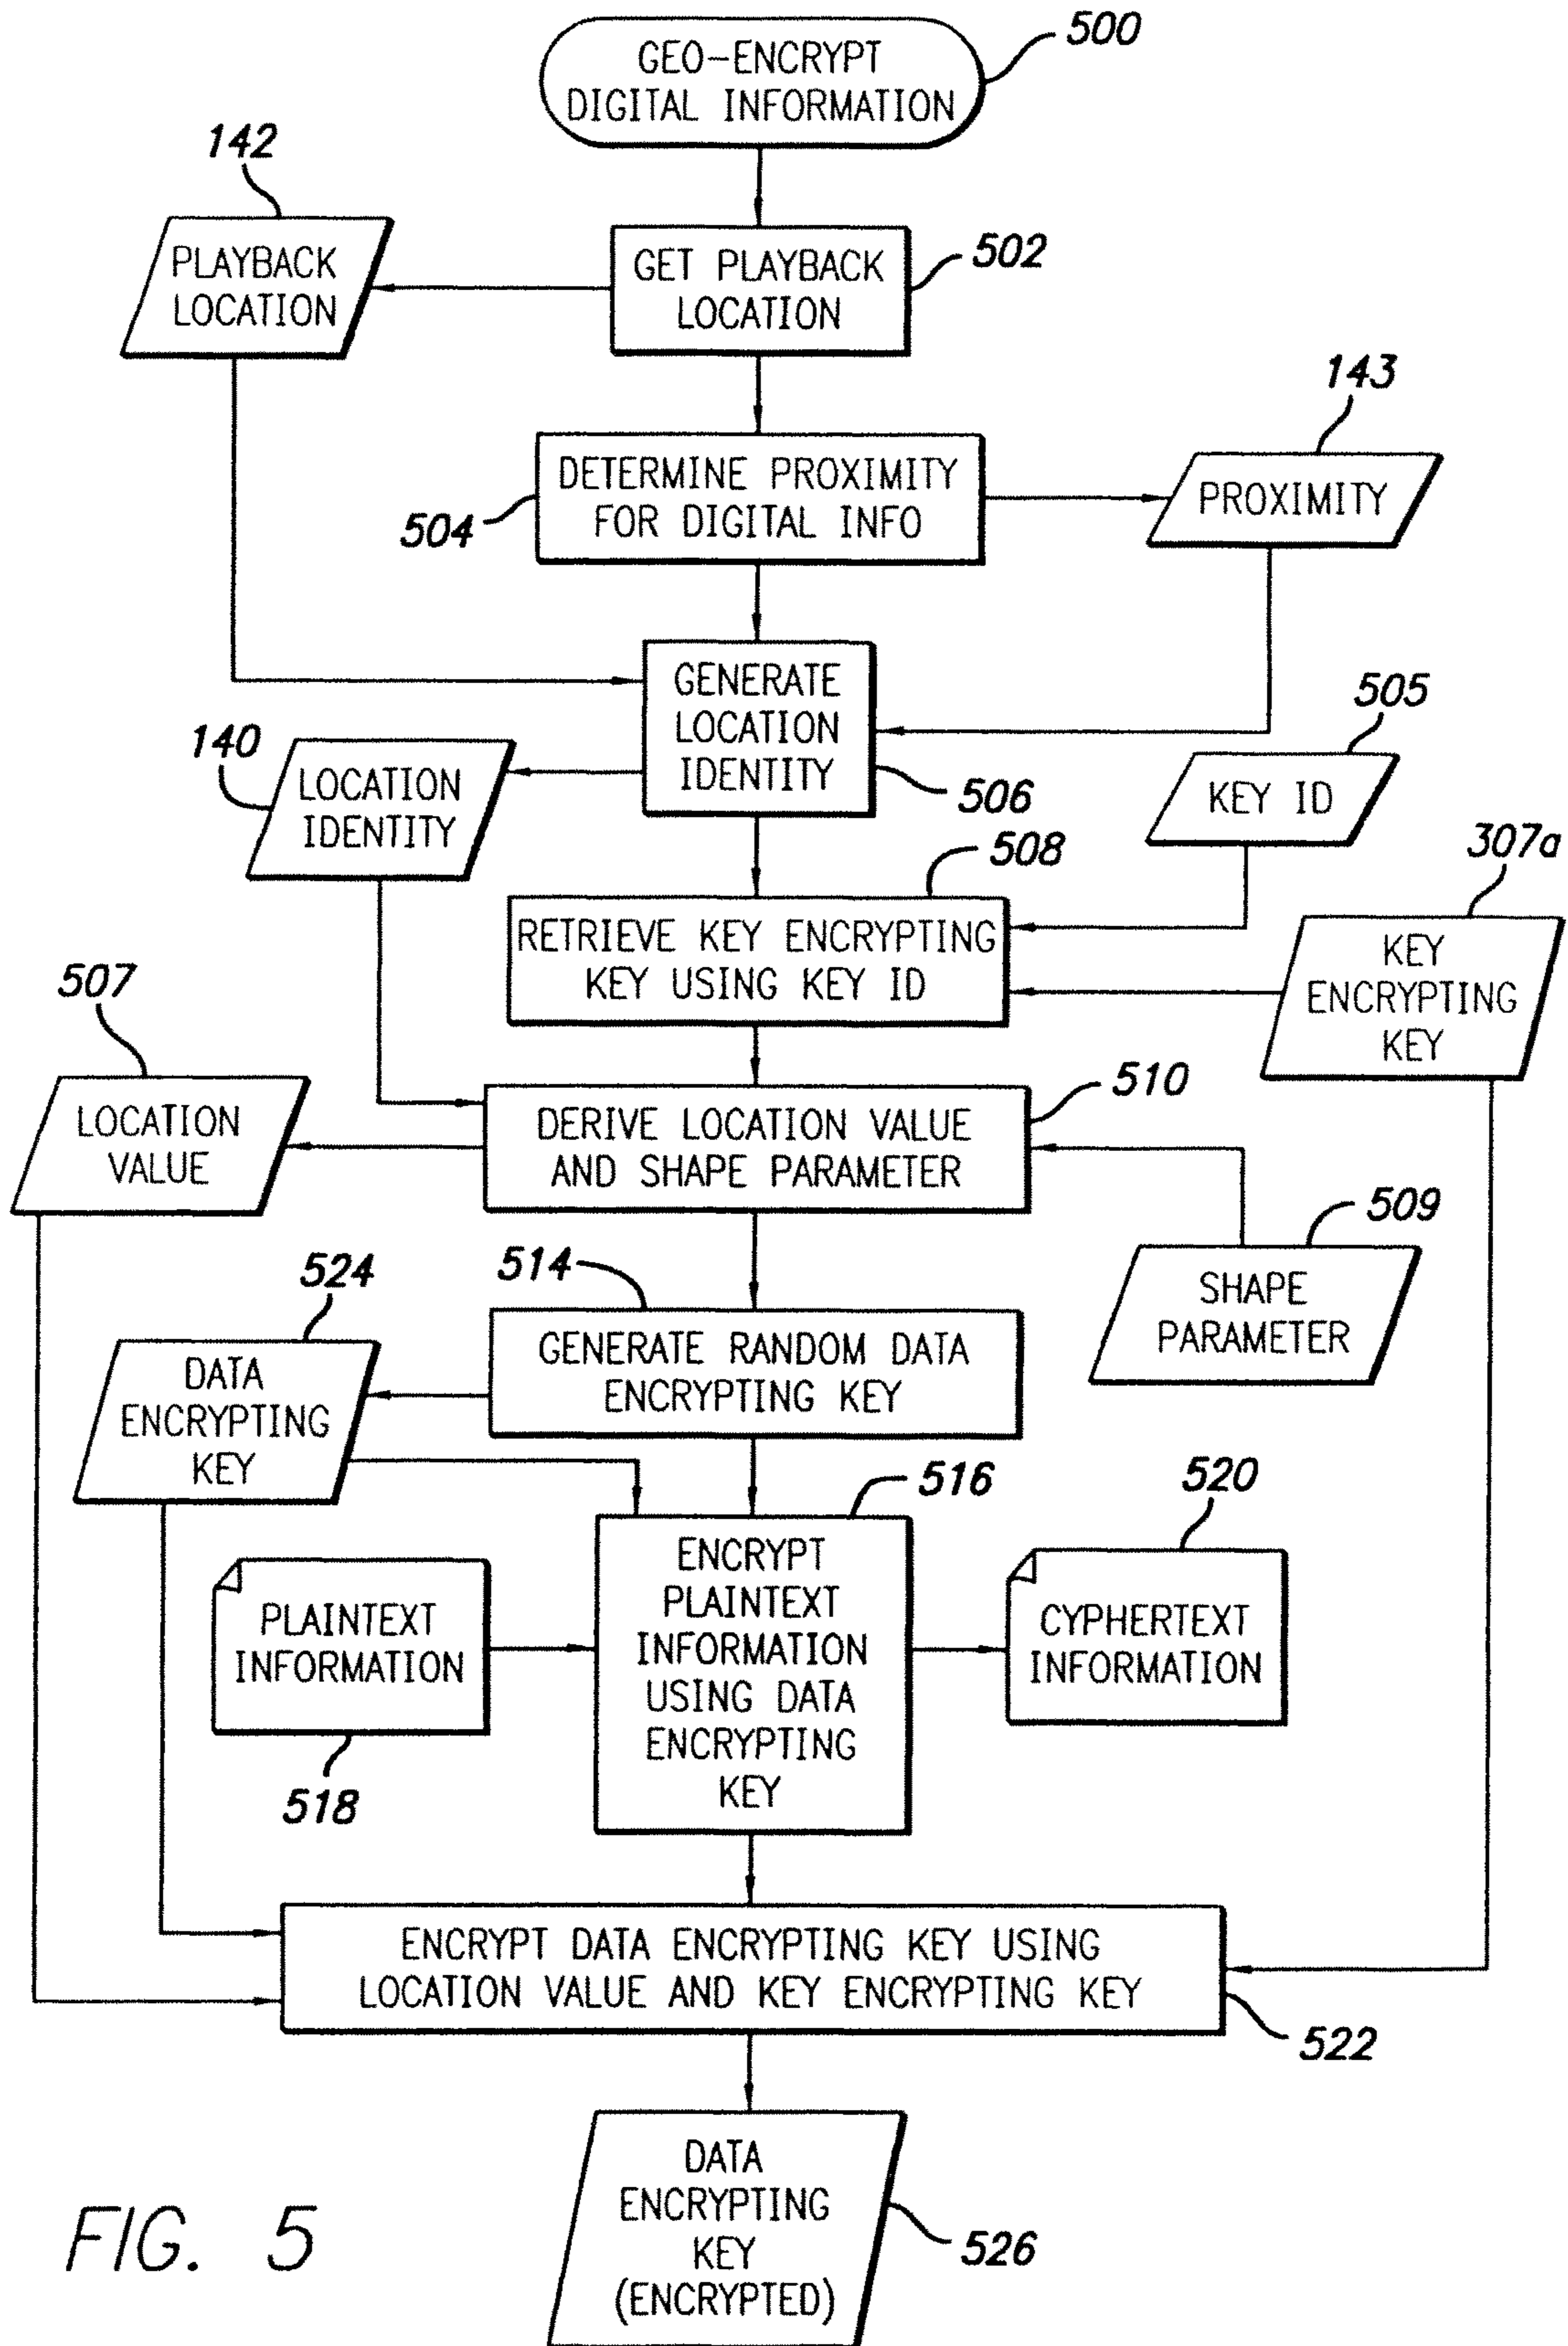 500
GEO-ENCRYPT
DIGITAL INFORMATION
142
PLAYBACK
LOCATION
GET PLAYBACK
LOCATION
502
143
DETERMINE PROXIMITY
FOR DIGITAL INFO
504
PROXIMITY
GENERATE
LOCATION
IDENTITY
506
505
140
LOCATION
IDENTITY
KEY ID
508
307a
RETRIEVE KEY ENCRYPTING
KEY USING KEY ID
KEY
ENCRYPTING
KEY
507
LOCATION
VALUE
DERIVE LOCATION VALUE
AND SHAPE PARAMETER
510
509
SHAPE
PARAMETER
524
514
DATA
ENCRYPTING
KEY
GENERATE RANDOM DATA
ENCRYPTING KEY
516
520
PLAINTEXT
INFORMATION
518
ENCRYPT
PLAINTEXT
INFORMATION
USING DATA
ENCRYPTING
KEY
CYPHERTEXT
INFORMATION
ENCRYPT DATA ENCRYPTING KEY USING
LOCATION VALUE AND KEY ENCRYPTING KEY
522
DATA
ENCRYPTING
KEY
(ENCRYPTED)
526
FIG. 5